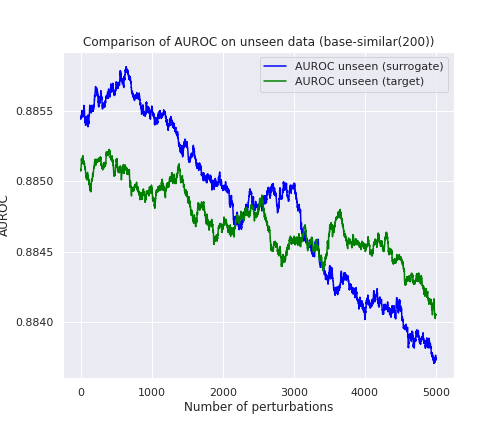 Comparison of AUROC on unseen data (base-similar(200))
AUROC unseen (surrogate)
AUROC unseen (target)
0.8855
0.8850
0.8845
0.8840
AUROC
0
1000
2000
3000
4000
5000
Number of perturbations